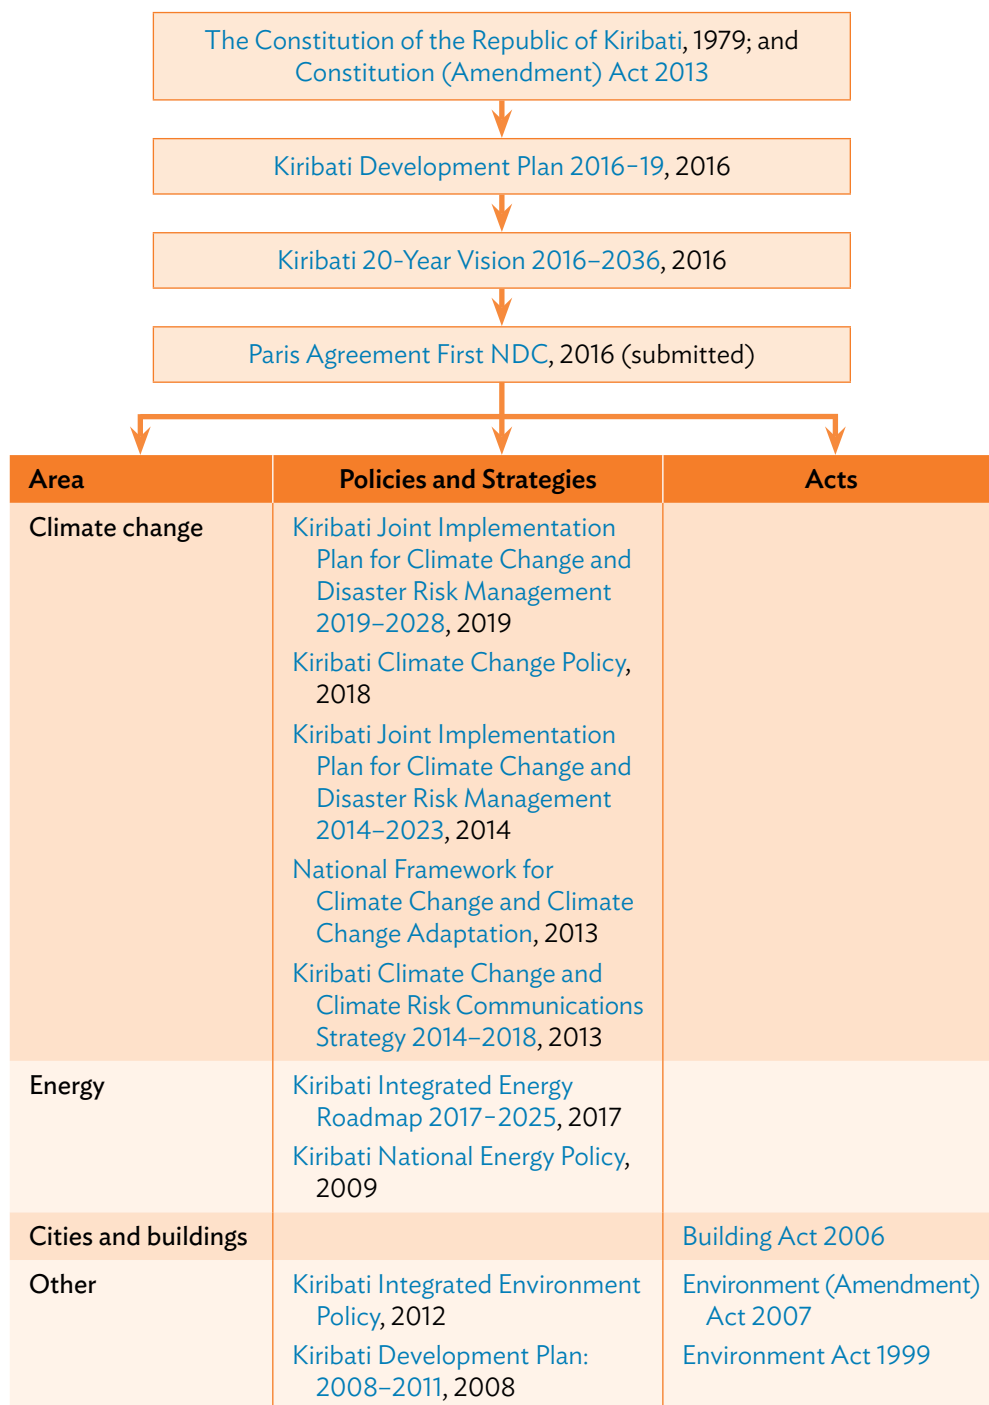 The Constitution of the Republic of Kiribati, 1979; and
Constitution (Amendment) Act 2013
Kiribati Development Plan 2016–19, 2016
Kiribati 20-Year Vision 2016–2036, 2016
Paris Agreement First NDC, 2016 (submitted)
Area
Policies and Strategies
Acts
Climate change
Kiribati Joint Implementation
Plan for Climate Change and
Disaster Risk Management
2019–2028, 2019
Kiribati Climate Change Policy,
2018
Kiribati Joint Implementation
Plan for Climate Change and
Disaster Risk Management
2014–2023, 2014
National Framework for
Climate Change and Climate
Change Adaptation, 2013
Kiribati Climate Change and
Climate Risk Communications
Strategy 2014–2018, 2013
Energy
Kiribati Integrated Energy
Roadmap 2017–2025, 2017
Kiribati National Energy Policy,
2009
Cities and buildings
Building Act 2006
Other
Kiribati Integrated Environment
Policy, 2012
Kiribati Development Plan:
2008–2011, 2008
Environment (Amendment)
Act 2007
Environment Act 1999